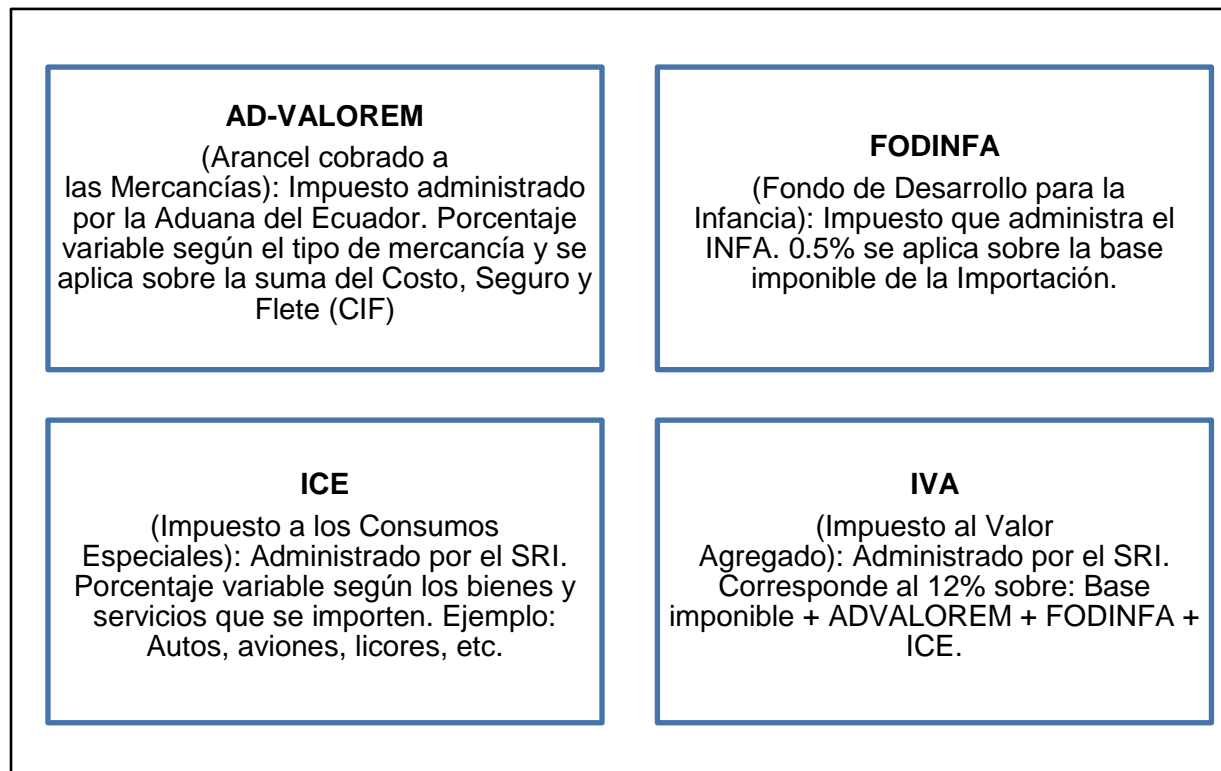 AD-VALOREM
(Arancel cobrado a
las Mercancías): Impuesto administrado
por la Aduana del Ecuador. Porcentaje
variable según el tipo de mercancía y se
aplica sobre la suma del Costo, Seguro y
Flete (CIF)
FODINFA
(Fondo de Desarrollo para la
Infancia): Impuesto que administra el
INFA. 0.5% se aplica sobre la base
imponible de la Importación.
ICE
(Impuesto a los Consumos
Especiales): Administrado por el SRI.
Porcentaje variable según los bienes y
servicios que se importen. Ejemplo:
Autos, aviones, licores, etc.
IVA
(Impuesto al Valor
Agregado): Administrado por el SRI.
Corresponde al 12% sobre: Base
imponible + ADVALOREM + FODINFA +
ICE.